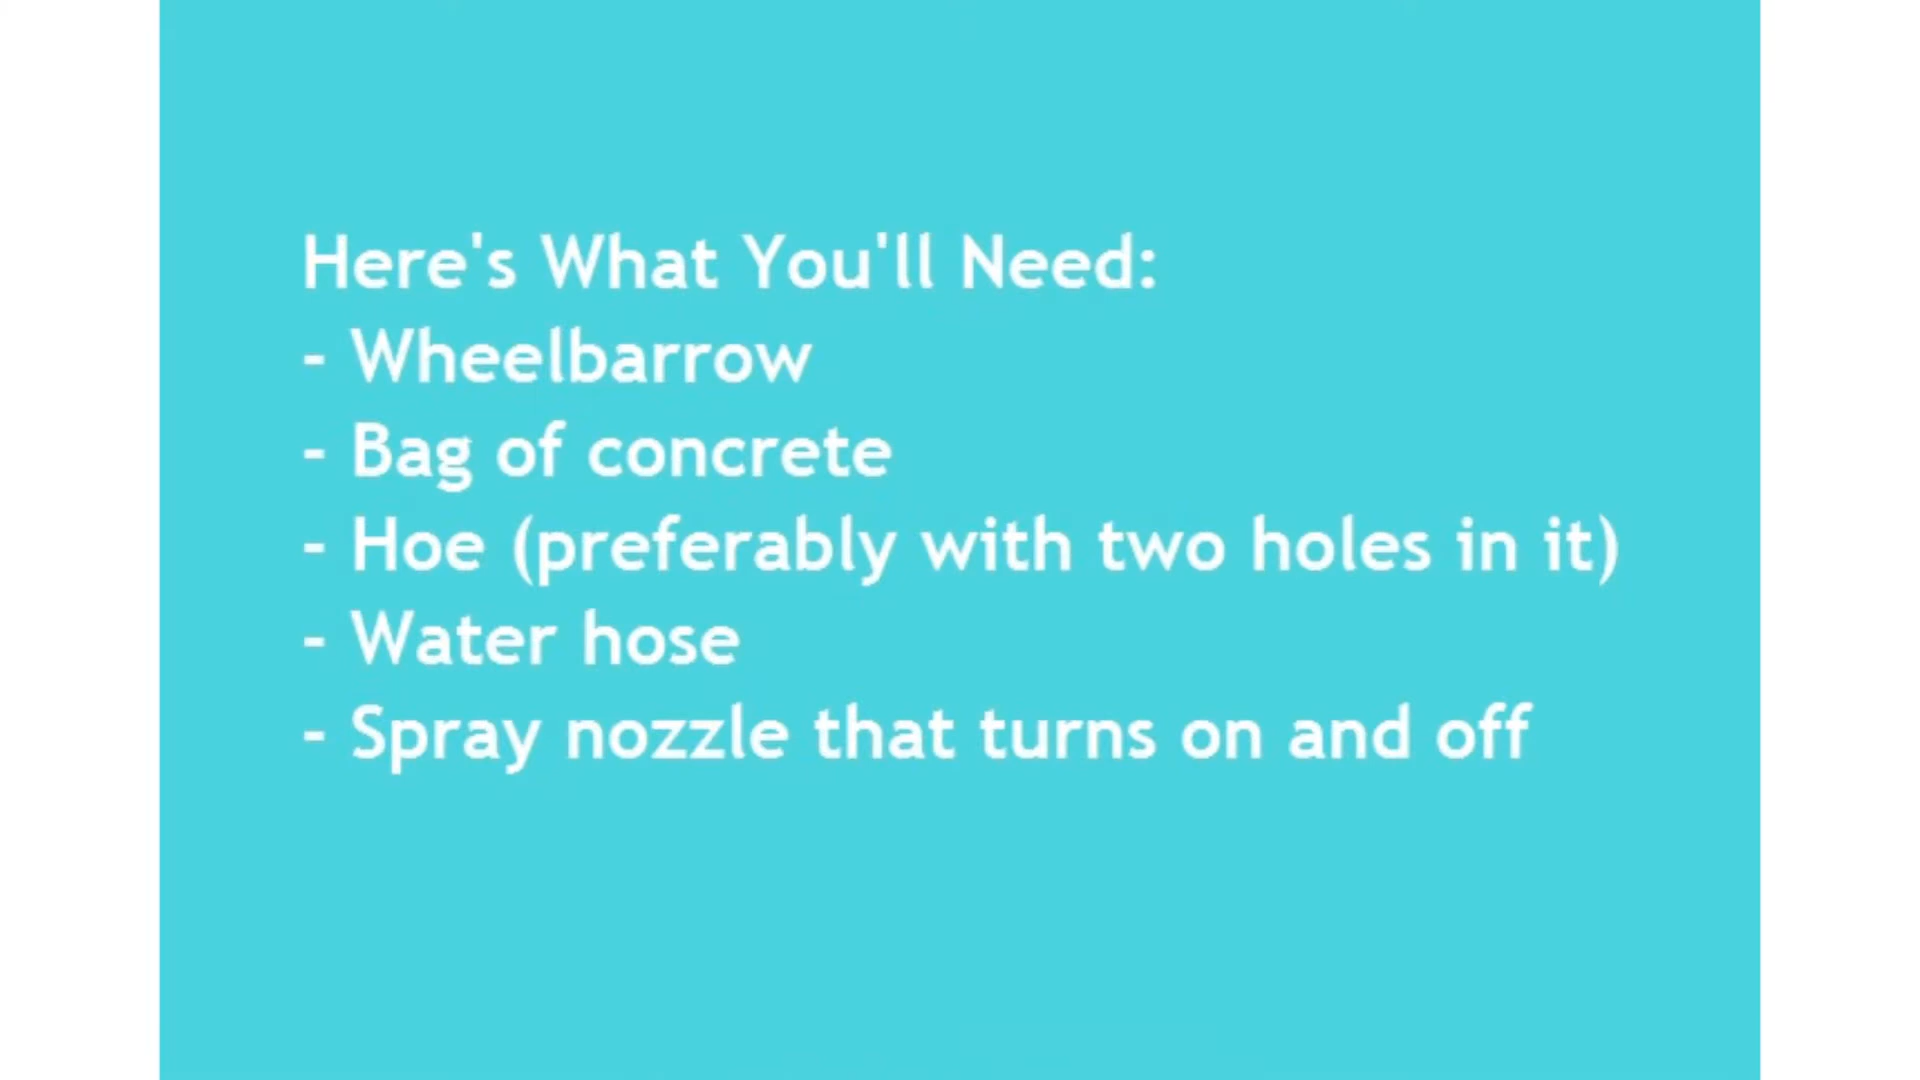 Here's What You'll Need:
- Wheelbarrow
- Bag of concrete
- Hoe (preferably with two holes in it)
- Water hose
- Spray nozzle that turns on and off